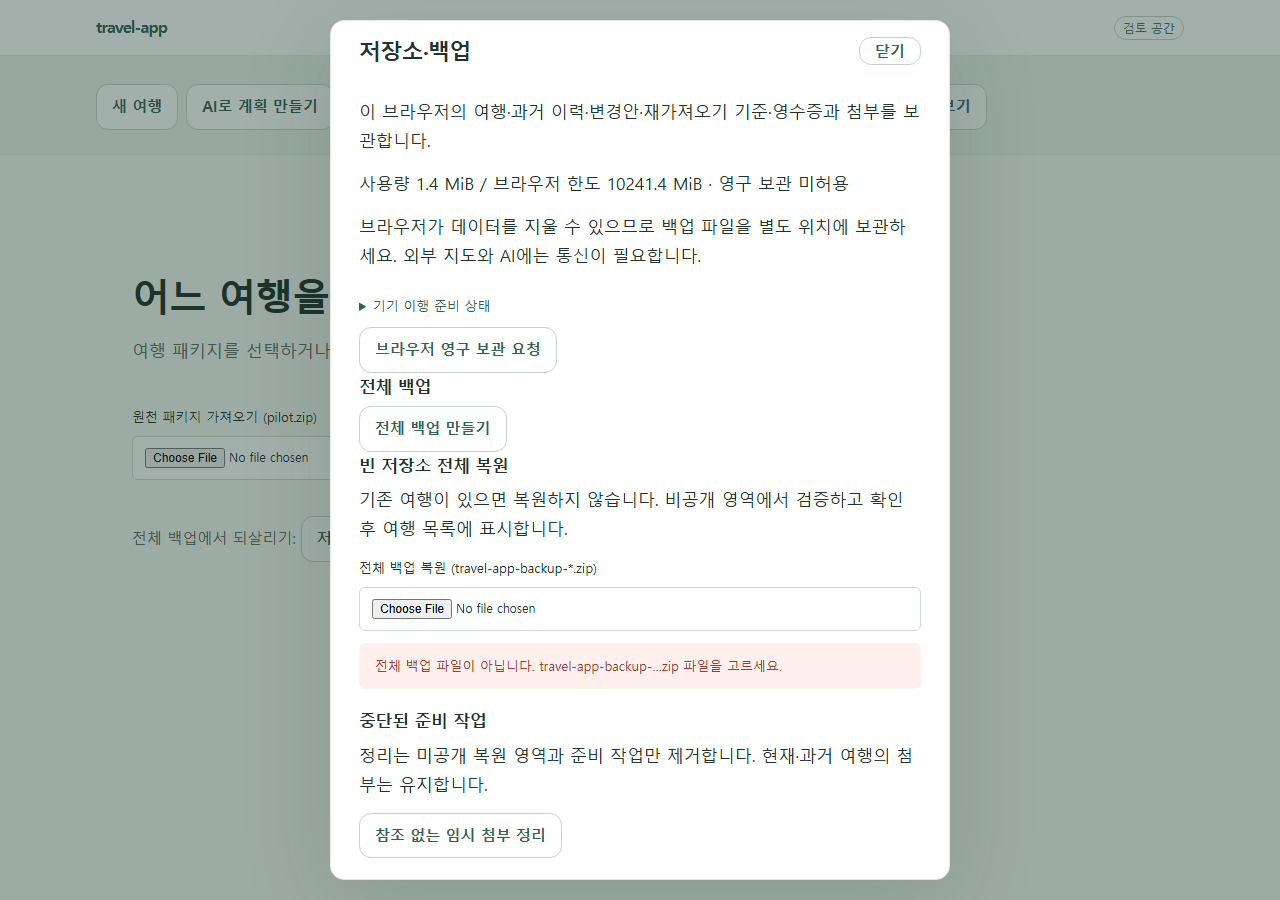 travel-app
검토 공간
새 여행
AI로 계획 만들기
보기
어느 여행을
여행 패키지를 선택하거나
원천 패키지 가져오기 (pilot.zip)
Choose File No file chosen
전체 백업에서 되살리기: 저
저장소·백업
닫기
이 브라우저의 여행·과거 이력·변경안·재가져오기 기준·영수증과 첨부를 보
관합니다.
사용량 1.4 MiB / 브라우저 한도 10241.4 MiB · 영구 보관 미허용
브라우저가 데이터를 지울 수 있으므로 백업 파일을 별도 위치에 보관하
세요. 외부 지도와 AI에는 통신이 필요합니다.
▶ 기기 이행 준비 상태
브라우저 영구 보관 요청
전체 백업
전체 백업 만들기
빈 저장소 전체 복원
기존 여행이 있으면 복원하지 않습니다. 비공개 영역에서 검증하고 확인
후 여행 목록에 표시합니다.
전체 백업 복원 (travel-app-backup-*.zip)
Choose File No file chosen
전체 백업 파일이 아닙니다. travel-app-backup-…zip 파일을 고르세요.
중단된 준비 작업
정리는 미공개 복원 영역과 준비 작업만 제거합니다. 현재·과거 여행의 첨
부는 유지합니다.
참조 없는 임시 첨부 정리